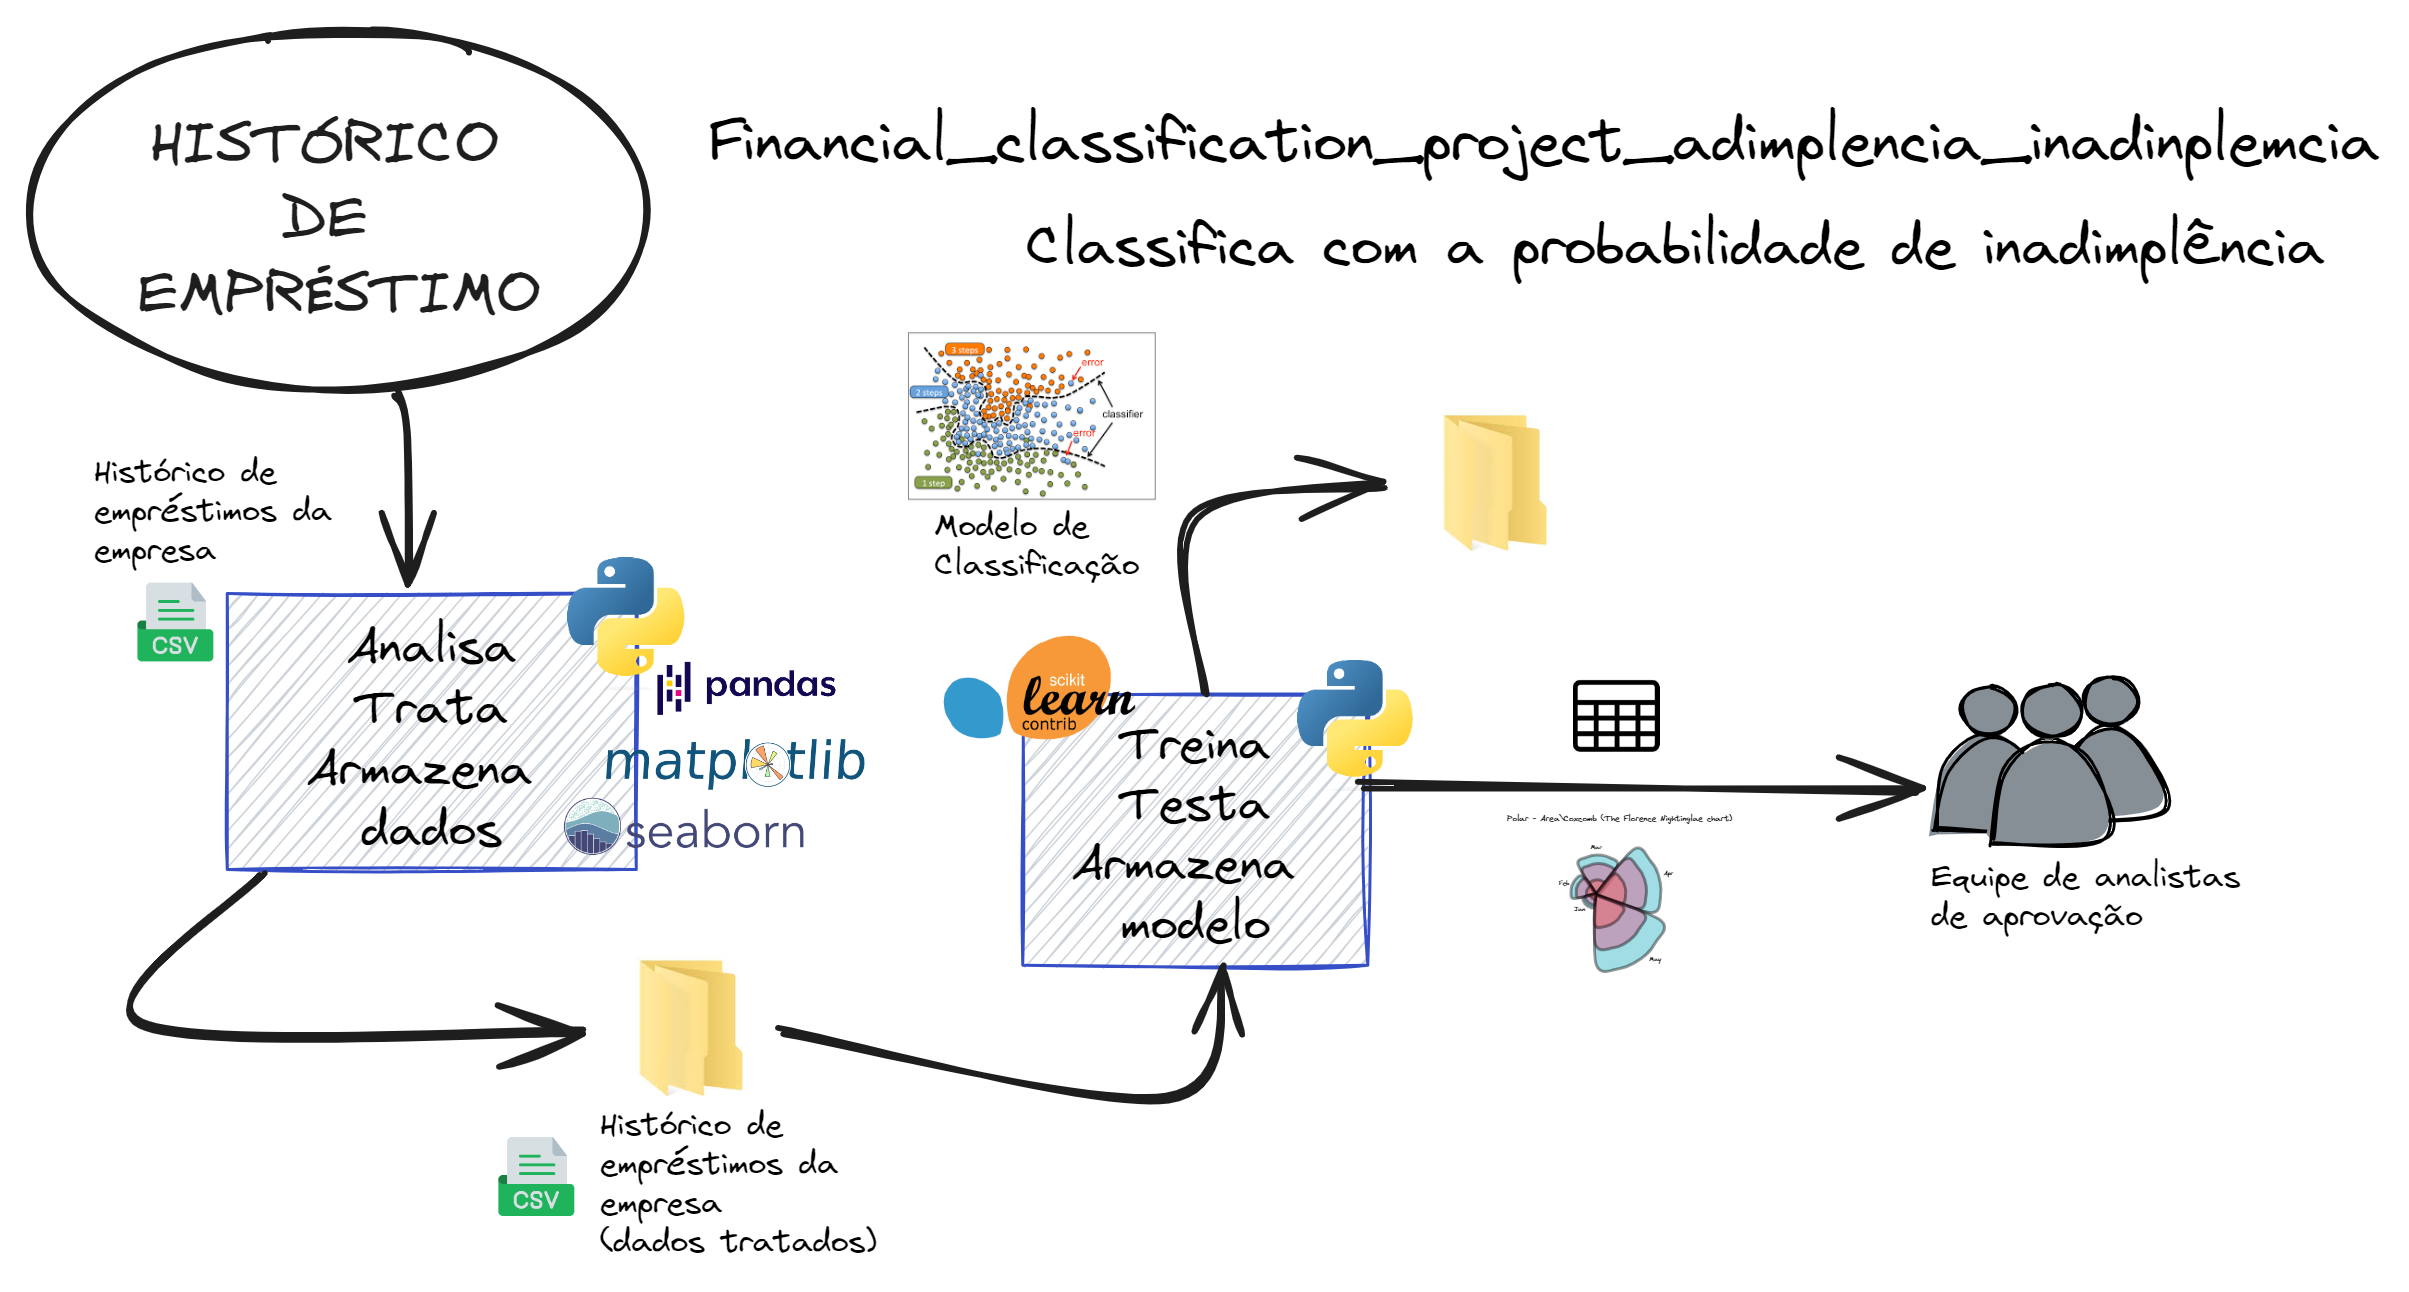 HISTÓRICO
DE
EMPRÉSTIMO
Financial_classification_project_adimplencia_inadinplemcia
Classifica com a probabilidade de inadimplência
3 steps
error
2 steps
classifier
error
1 step
Modelo de
Classificação
Histórico de
empréstimos da
empresa
CSV
Analisa
Trata
Armazena
dados
pandas
matplotlib
seaborn
scikit
learn
contrib
Treina
Testa
Armazena
modelo
Polar - Area\Coxcomb (The Florence Nightinglae chart)
Mar
Apr
Feb
Jan
May
Equipe de analistas
de aprovação
Histórico de
empréstimos da
empresa
(dados tratados)
CSV